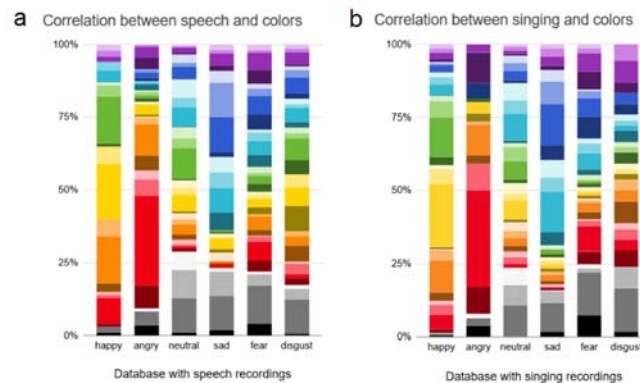 a Correlation between speech and colors
100%
75%
50%
25%
0%
happy angry neutral sad fear disgust
Database with speech recordings
b Correlation between singing and colors
100%
75%
50%
25%
0%
happy angry neutral sad fear disgust
Database with singing recordings